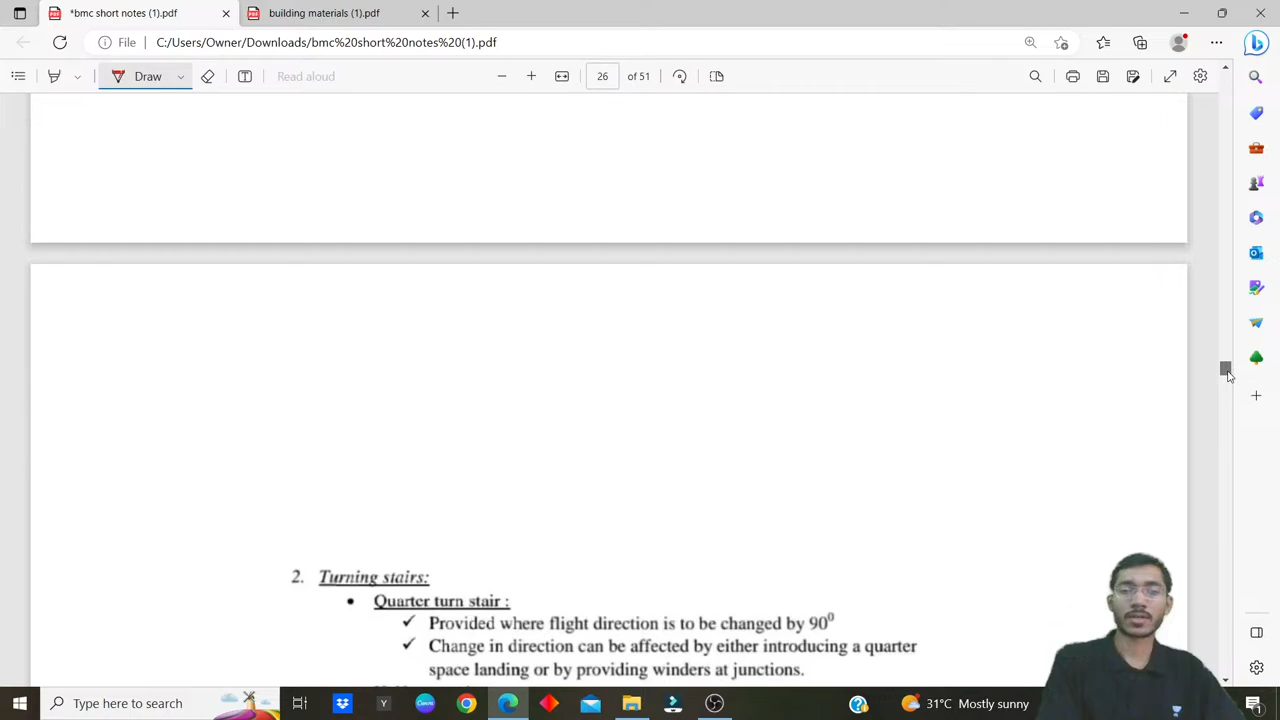 *bmc short notes (1).pdf
building materials (1).pdf
File
C:/Users/Owner/Downloads/bmc%20short%20notes%20(1).pdf
Draw
Read aloud
26
of 51
2. Turning stairs:
• Quarter turn stair :
✓ Provided where flight direction is to be changed by 90⁰
✓ Change in direction can be affected by either introducing a quarter
space landing or by providing winders at junctions.
Type here to search
31°C Mostly sunny